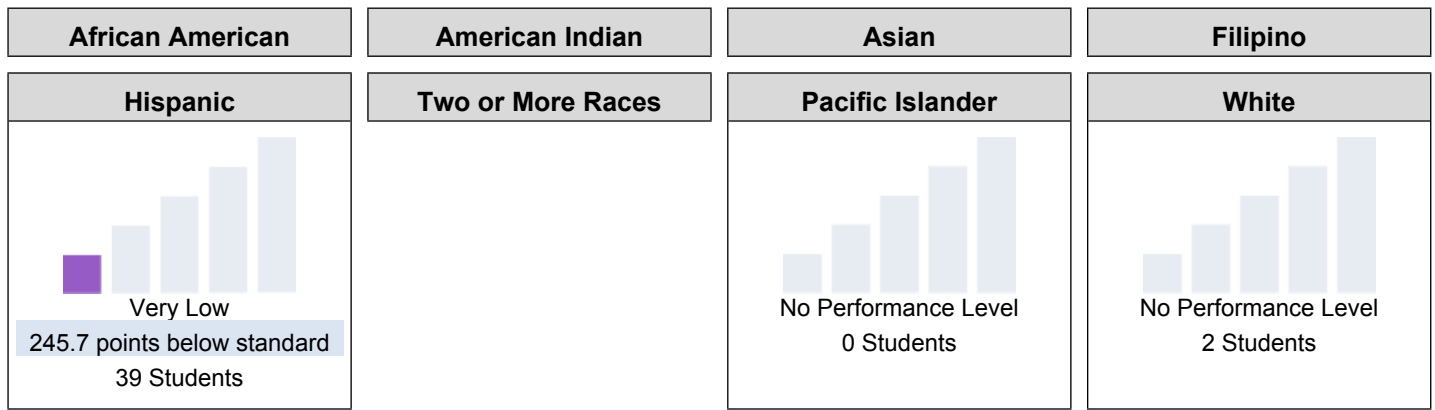 African American
American Indian
Asian
Filipino
Hispanic
Two or More Races
Pacific Islander
White
Very Low
245.7 points below standard
39 Students
No Performance Level
0 Students
No Performance Level
2 Students